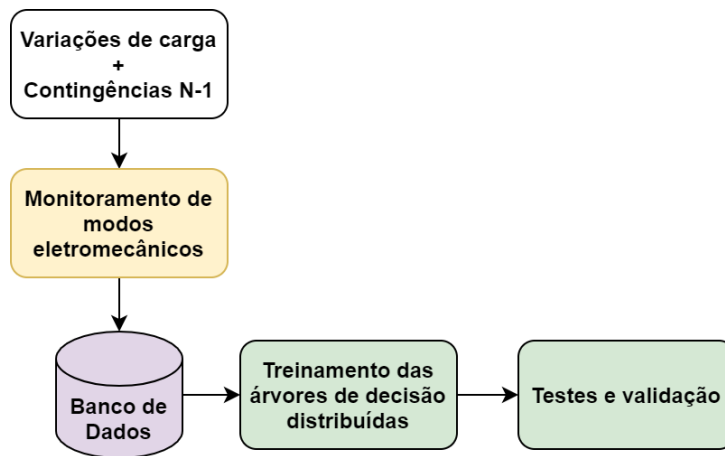 Variações de carga
+
Contingências N-1
Monitoramento de
modos
eletromecânicos
Banco de
Dados
Treinamento das
árvores de decisão
distribuídas
Testes e validação